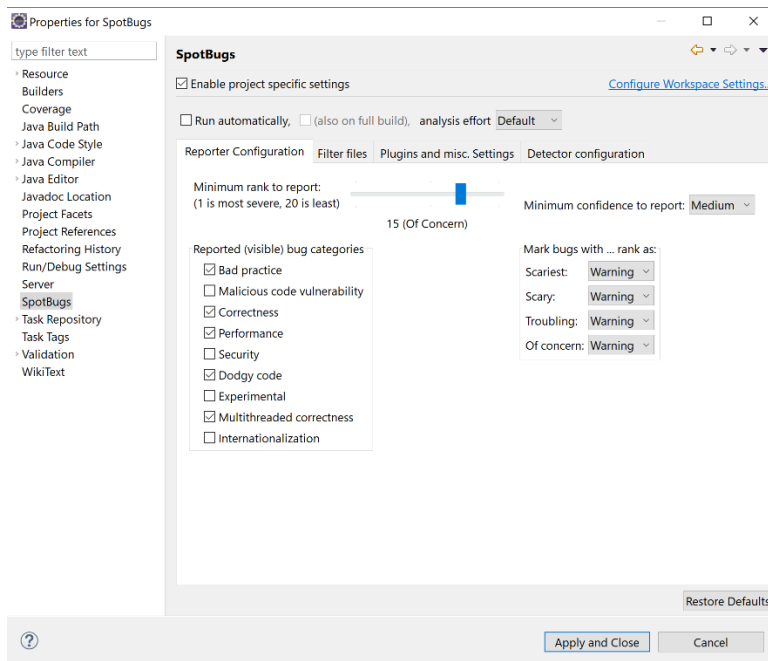 Properties for SpotBugs
type filter text
Resource
Builders
Coverage
Java Build Path
Java Code Style
Java Compiler
Java Editor
Javadoc Location
Project Facets
Project References
Refactoring History
Run/Debug Settings
Server
SpotBugs
Task Repository
Task Tags
Validation
WikiText
SpotBugs
Enable project specific settings
Configure Workspace Settings..
Run automatically, (also on full build), analysis effort Default
Reporter Configuration Filter files Plugins and misc. Settings Detector configuration
Minimum rank to report:
(1 is most severe, 20 is least)
15 (Of Concern)
Minimum confidence to report: Medium
Reported (visible) bug categories
Bad practice
Malicious code vulnerability
Correctness
Performance
Security
Dodgy code
Experimental
Multithreaded correctness
Internationalization
Mark bugs with ... rank as:
Scariest: Warning
Scary: Warning
Troubling: Warning
Of concern: Warning
Restore Defaults
Apply and Close Cancel